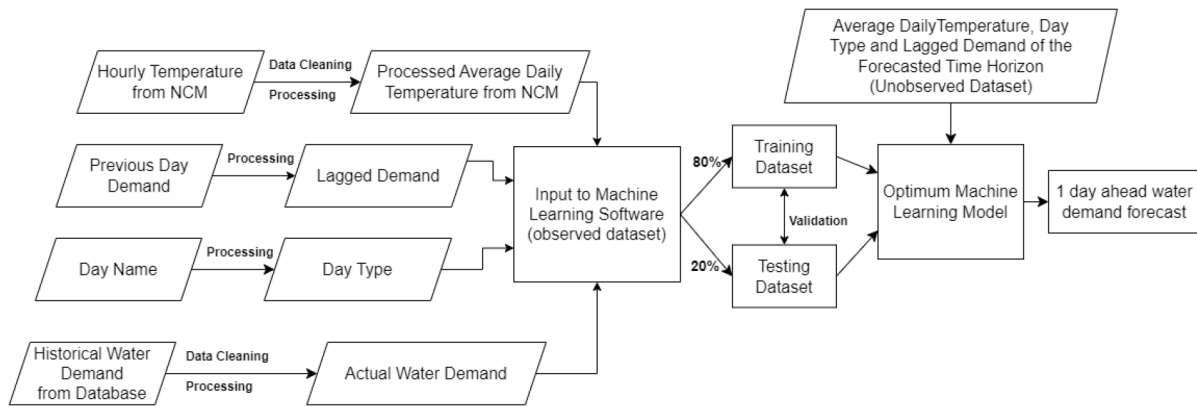 Average DailyTemperature, Day
Type and Lagged Demand of the
Forecasted Time Horizon
(Unobserved Dataset)
Hourly Temperature
from NCM
Data Cleaning
Processing
Processed Average Daily
Temperature from NCM
Previous Day
Demand
Processing
Lagged Demand
Day Name
Processing
Day Type
Historical Water
Demand
from Database
Data Cleaning
Processing
Actual Water Demand
Input to Machine
Learning Software
(observed dataset)
80%
20%
Training
Dataset
Validation
Testing
Dataset
Optimum Machine
Learning Model
1 day ahead water
demand forecast